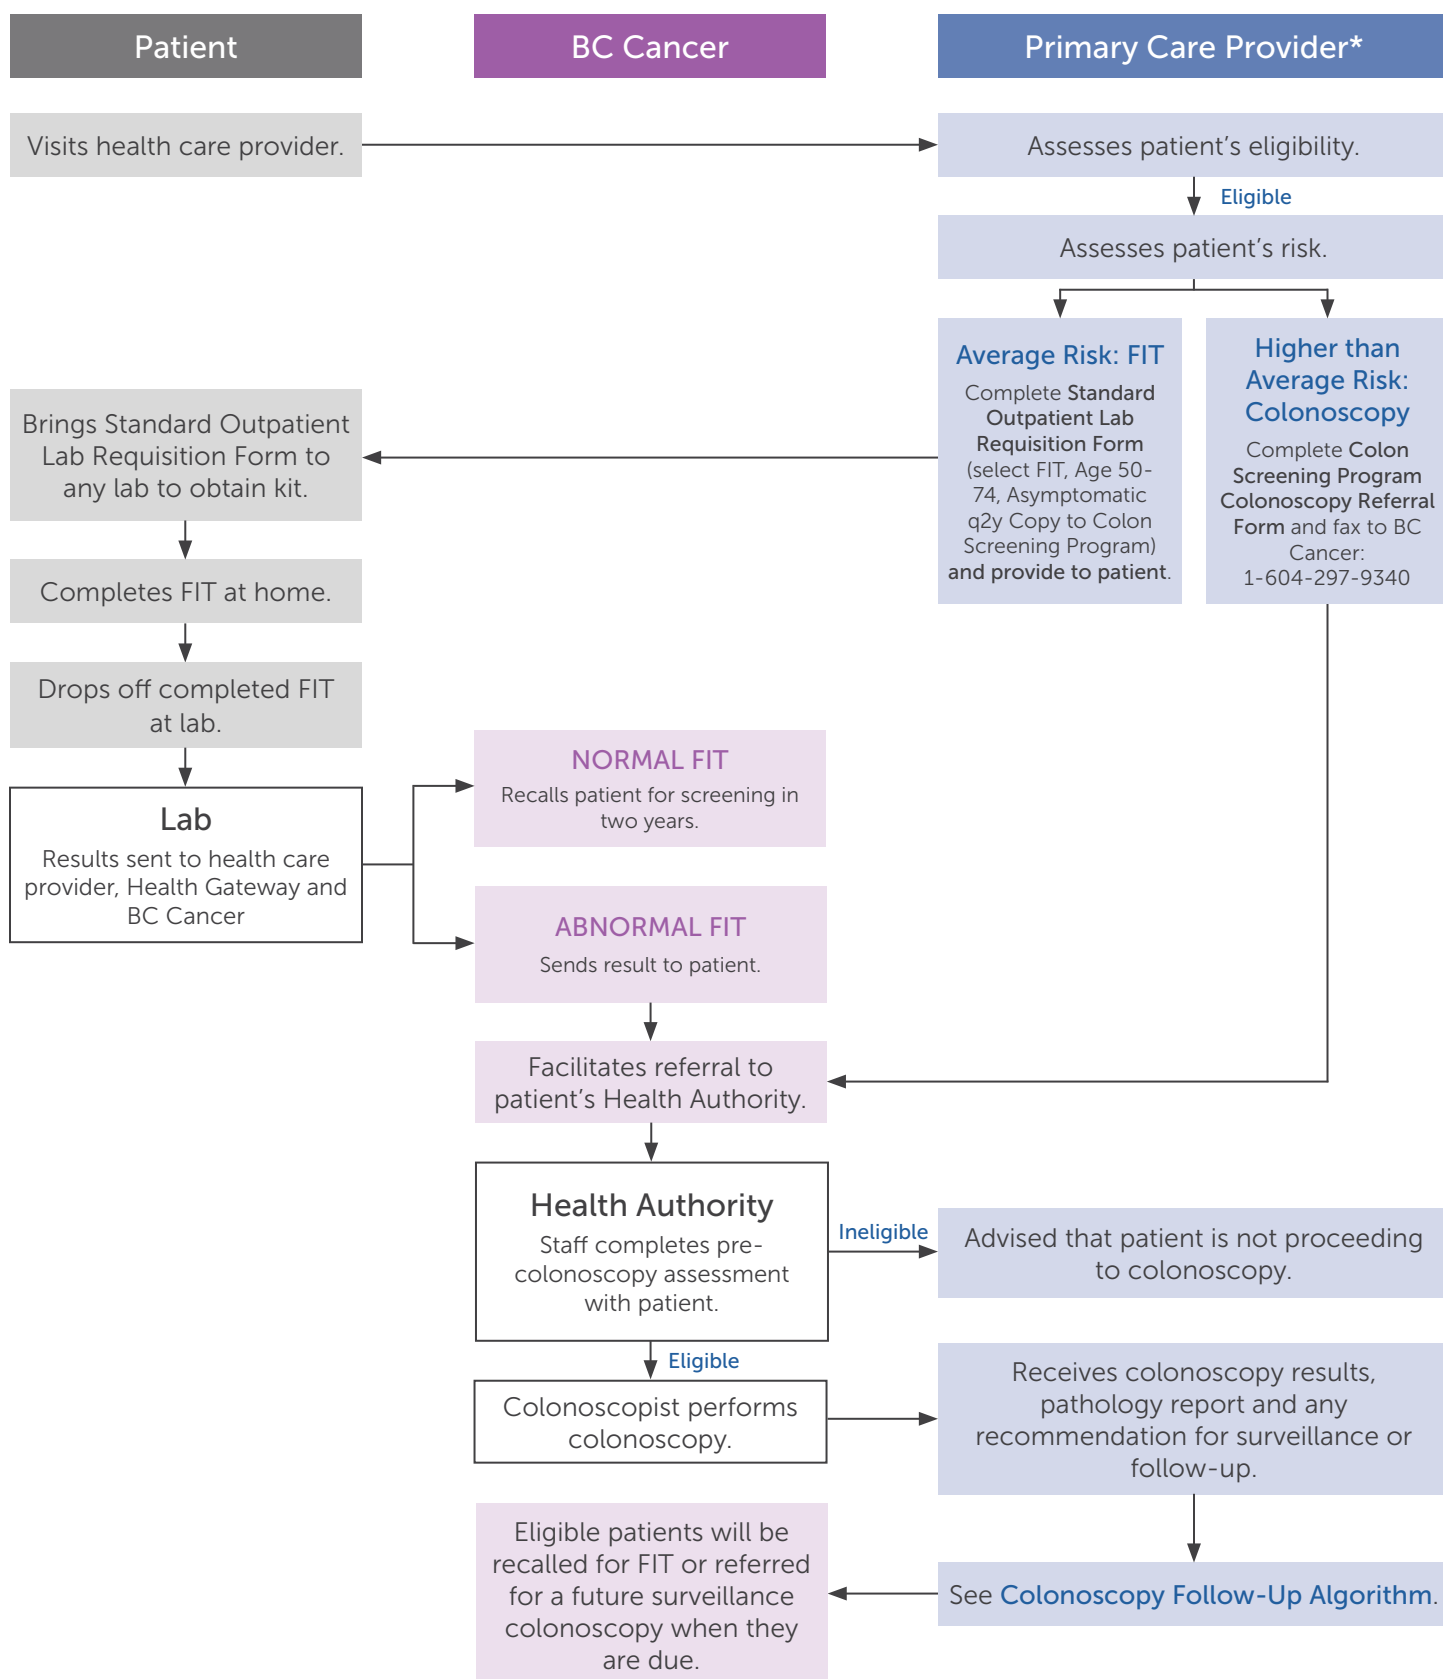 Patient
BC Cancer
Primary Care Provider*
Visits health care provider.
Assesses patient's eligibility.
Eligible
Assesses patient's risk.
Average Risk: FIT
Complete Standard
Outpatient Lab
Requisition Form
(select FIT, Age 50-
74, Asymptomatic
q2y Copy to Colon
Screening Program)
and provide to patient.
Higher than
Average Risk:
Colonoscopy
Complete Colon
Screening Program
Colonoscopy Referral
Form and fax to BC
Cancer:
1-604-297-9340
Brings Standard Outpatient
Lab Requisition Form to
any lab to obtain kit.
Completes FIT at home.
Drops off completed FIT
at lab.
Lab
Results sent to health care
provider, Health Gateway and
BC Cancer
NORMAL FIT
Recalls patient for screening in
two years.
ABNORMAL FIT
Sends result to patient.
Facilitates referral to
patient's Health Authority.
Health Authority
Staff completes pre-
colonoscopy assessment
with patient.
Ineligible
Advised that patient is not proceeding
to colonoscopy.
Eligible
Colonoscopist performs
colonoscopy.
Receives colonoscopy results,
pathology report and any
recommendation for surveillance or
follow-up.
See Colonoscopy Follow-Up Algorithm.
Eligible patients will be
recalled for FIT or referred
for a future surveillance
colonoscopy when they
are due.